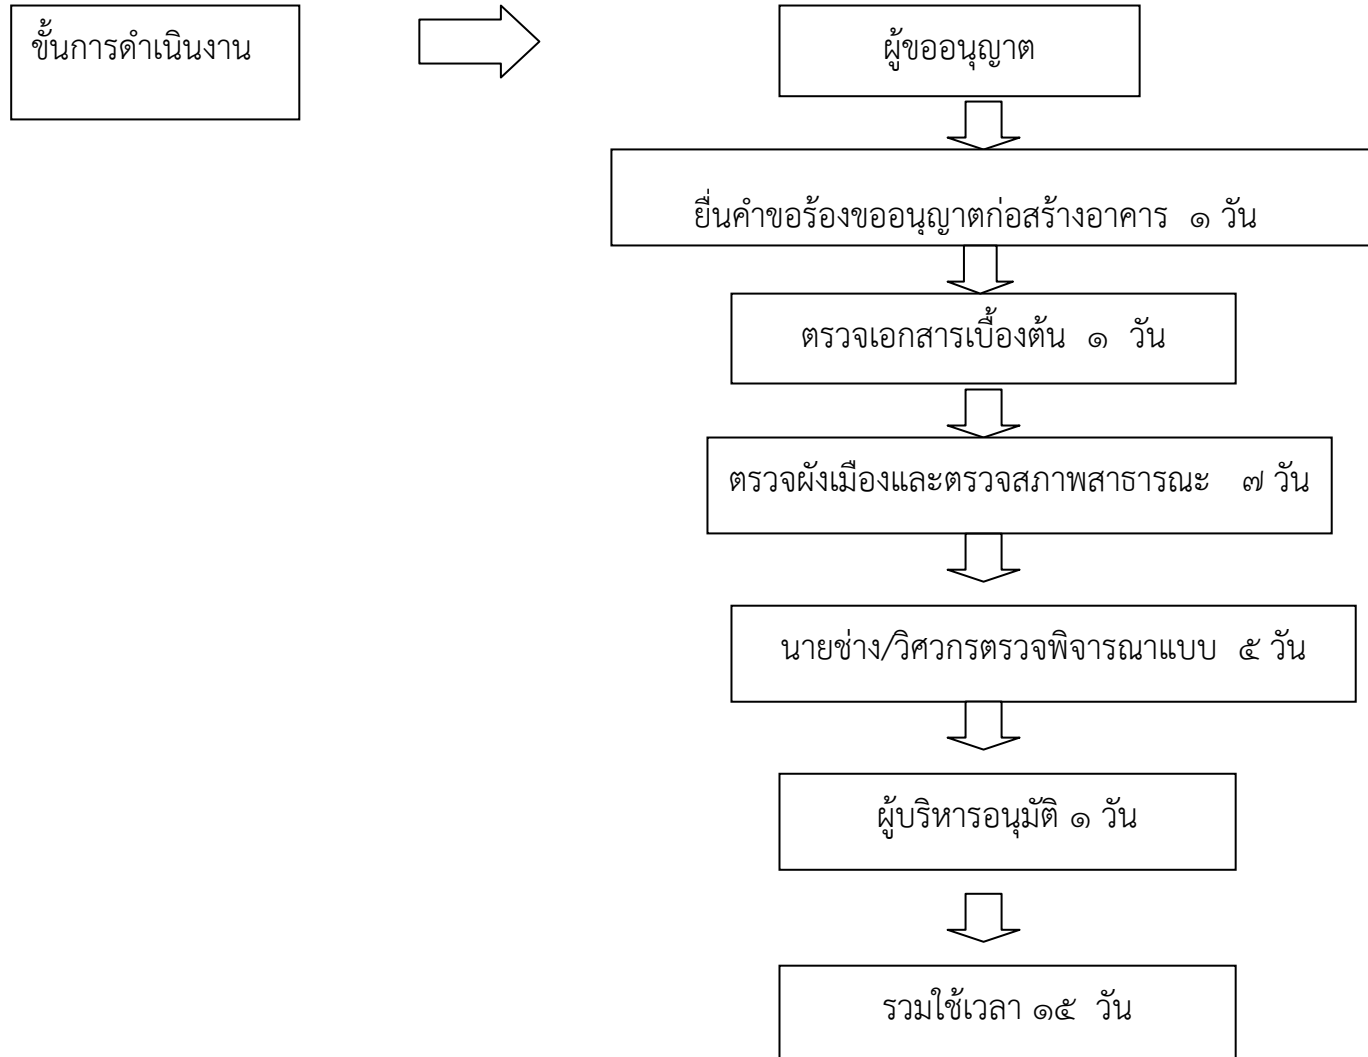 ขั้นการดำเนินงาน
ผู้ขออนุญาต
ยื่นคำขอร้องขออนุญาตก่อสร้างอาคาร ๑ วัน
ตรวจเอกสารเบื้องต้น ๑ วัน
ตรวจผังเมืองและตรวจสภาพสาธารณะ ๗ วัน
นายช่าง/วิศวกรตรวจพิจารณาแบบ ๕ วัน
ผู้บริหารอนุมัติ ๑ วัน
รวมใช้เวลา ๑๕ วัน